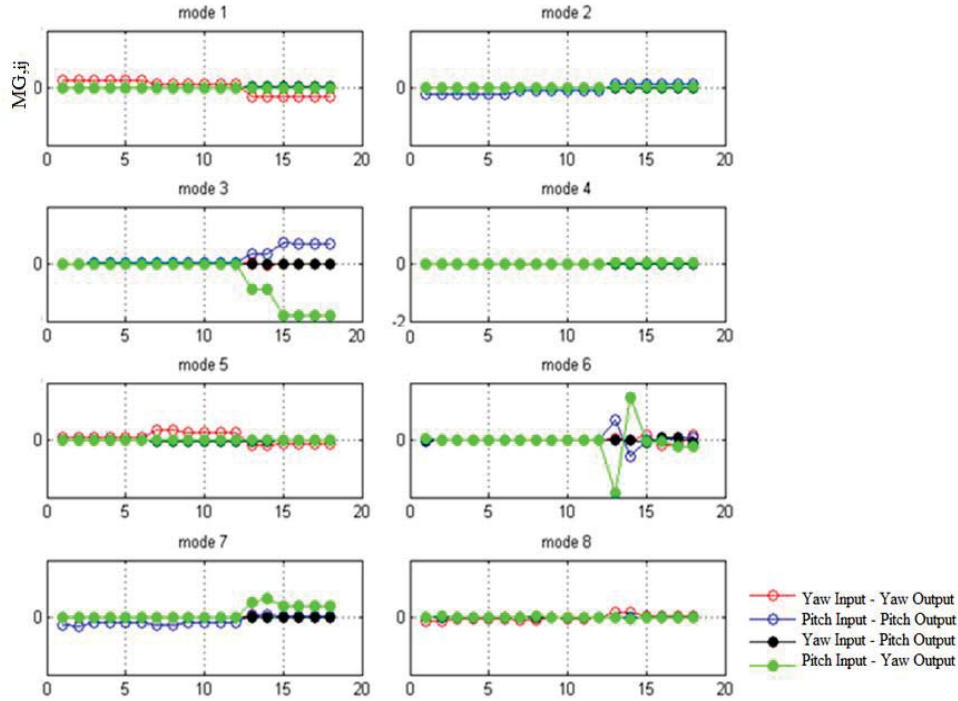 mode 1
mode 2
MG,ij
0
0
0 5 10 15 20
0 5 10 15 20
mode 3
mode 4
0
0
-2
0 5 10 15 20
0 5 10 15 20
mode 5
mode 6
0
0
0 5 10 15 20
0 5 10 15 20
mode 7
mode 8
0
0
0 5 10 15 20
0 5 10 15 20
Yaw Input - Yaw Output
Pitch Input - Pitch Output
Yaw Input - Pitch Output
Pitch Input - Yaw Output